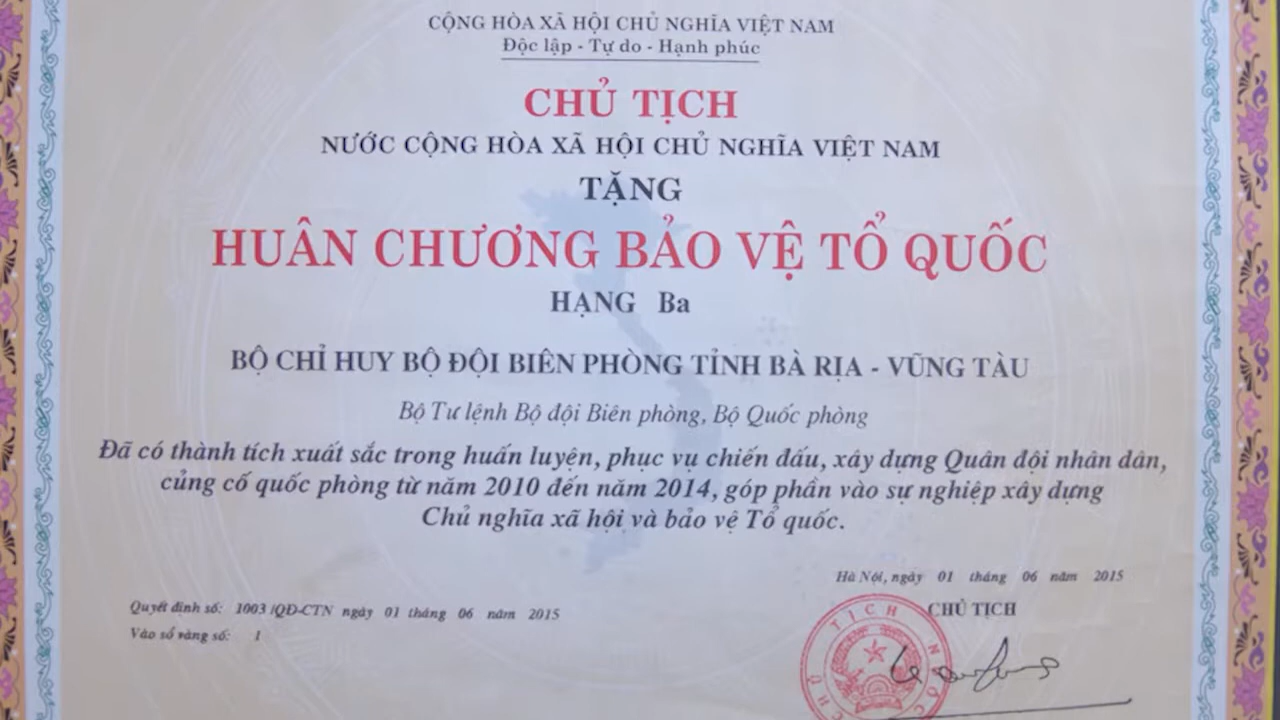 CỘNG HÒA XÃ HỘI CHỦ NGHĨA VIỆT NAM
Độc lập - Tự do - Hạnh phúc
CHỦ TỊCH
NƯỚC CỘNG HÒA XÃ HỘI CHỦ NGHĨA VIỆT NAM
TẶNG
HUÂN CHƯƠNG BẢO VỆ TỔ QUỐC
HẠNG Ba
BỘ CHỈ HUY BỘ ĐỘI BIÊN PHÒNG TỈNH BÀ RỊA - VŨNG TÀU
Bộ Tư lệnh Bộ đội Biên phòng, Bộ Quốc phòng
Đã có thành tích xuất sắc trong huấn luyện, phục vụ chiến đấu, xây dựng Quân đội nhân dân,
củng cố quốc phòng từ năm 2010 đến năm 2014, góp phần vào sự nghiệp xây dựng
Chủ nghĩa xã hội và bảo vệ Tổ quốc.
Hà Nội, ngày 01 tháng 06 năm 2015
CHỦ TỊCH
Quyết định số: 1003 /QĐ-CTN ngày 01 tháng 06 năm 2015
Vào sổ vàng số: 1
CHỦ TỊCH NƯỚC